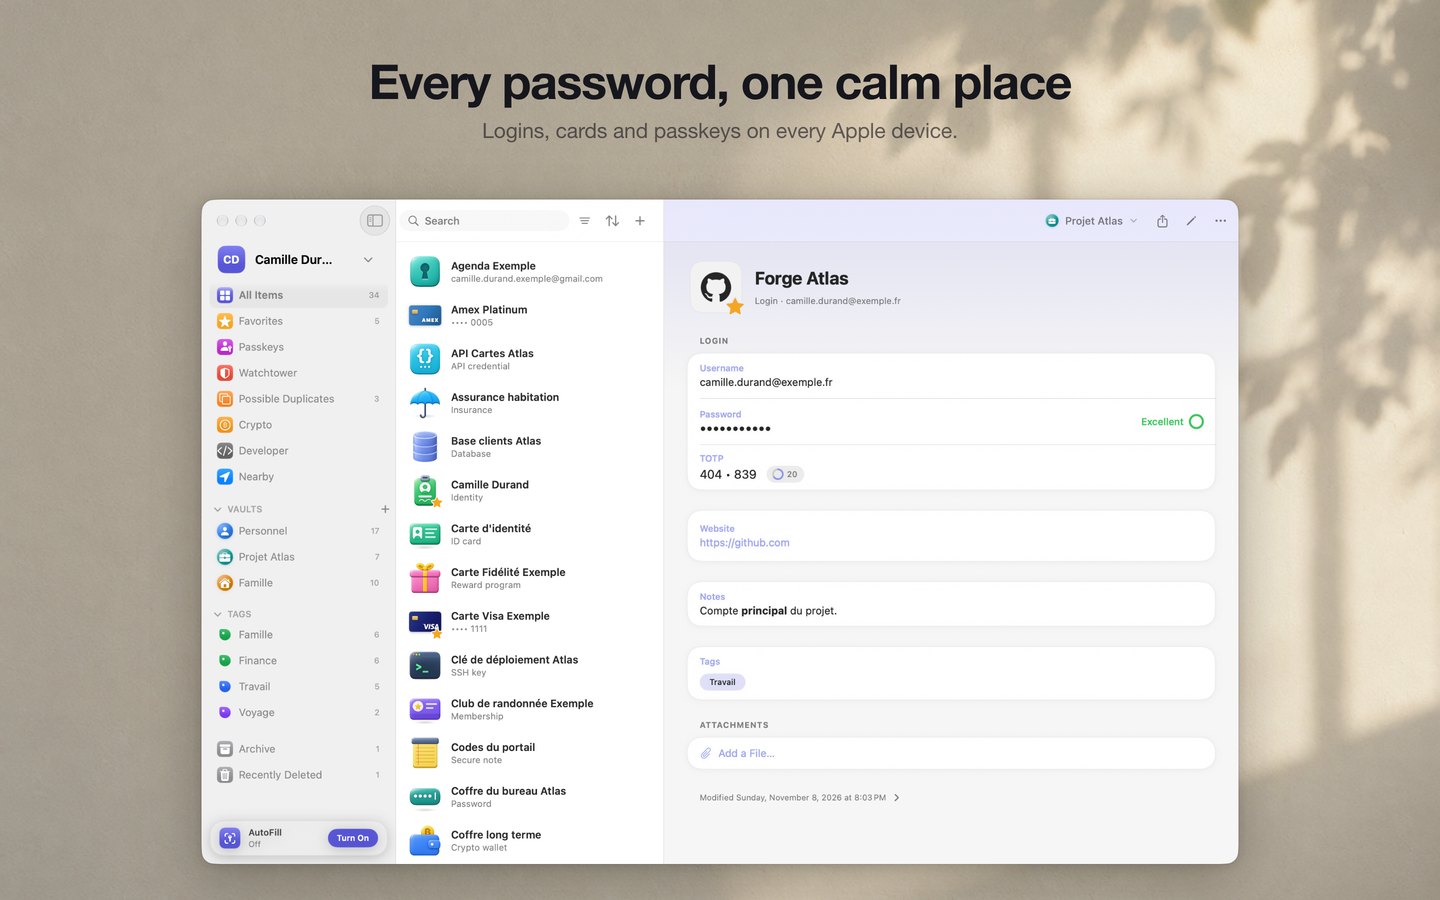 Every password, one calm place
Logins, cards and passkeys on every Apple device.
CD
Camille Dur...
All Items 34
Favorites 5
Passkeys
Watchtower
Possible Duplicates 3
Crypto
Developer
Nearby
VAULTS
Personnel 17
Projet Atlas 7
Famille 10
TAGS
Famille 6
Finance 6
Travail 5
Voyage 2
Archive 1
Recently Deleted 1
AutoFill
Off
Turn On
Search
Agenda Exemple
camille.durand.exemple@gmail.com
AMEX
Amex Platinum
•••• 0005
API Cartes Atlas
API credential
Assurance habitation
Insurance
Base clients Atlas
Database
Camille Durand
Identity
Carte d'identité
ID card
Carte Fidélité Exemple
Reward program
VISA
Carte Visa Exemple
•••• 1111
Clé de déploiement Atlas
SSH key
Club de randonnée Exemple
Membership
Codes du portail
Secure note
Coffre du bureau Atlas
Password
Coffre long terme
Crypto wallet
Projet Atlas
Forge Atlas
Login · camille.durand@exemple.fr
LOGIN
Username
camille.durand@exemple.fr
Password
•••••••••••
Excellent
TOTP
404 • 839 20
Website
https://github.com
Notes
Compte principal du projet.
Tags
Travail
ATTACHMENTS
Add a File...
Modified Sunday, November 8, 2026 at 8:03 PM